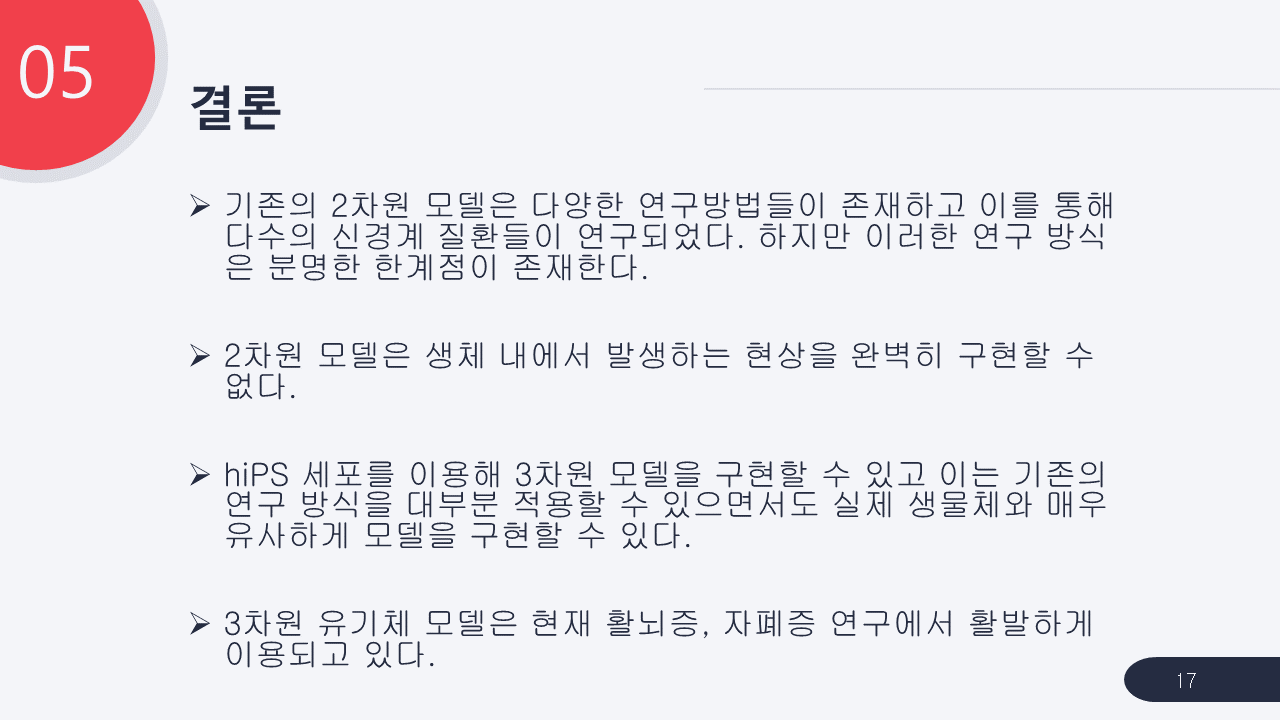 05
결론
➢ 기존의 2차원 모델은 다양한 연구방법들이 존재하고 이를 통해
다수의 신경계 질환들이 연구되었다. 하지만 이러한 연구 방식
은 분명한 한계점이 존재한다.
➢ 2차원 모델은 생체 내에서 발생하는 현상을 완벽히 구현할 수
없다.
➢ hiPS 세포를 이용해 3차원 모델을 구현할 수 있고 이는 기존의
연구 방식을 대부분 적용할 수 있으면서도 실제 생물체와 매우
유사하게 모델을 구현할 수 있다.
➢ 3차원 유기체 모델은 현재 활뇌증, 자폐증 연구에서 활발하게
이용되고 있다.
17